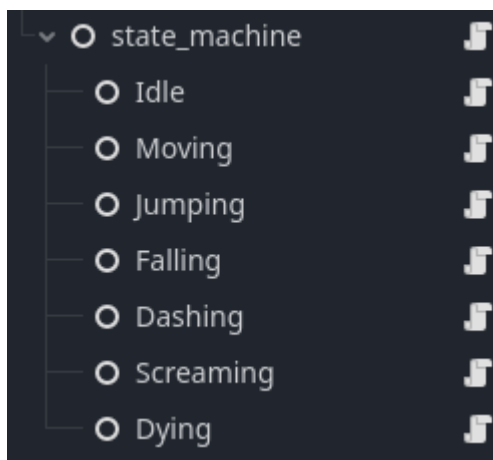 state_machine
Idle
Moving
Jumping
Falling
Dashing
Screaming
Dying